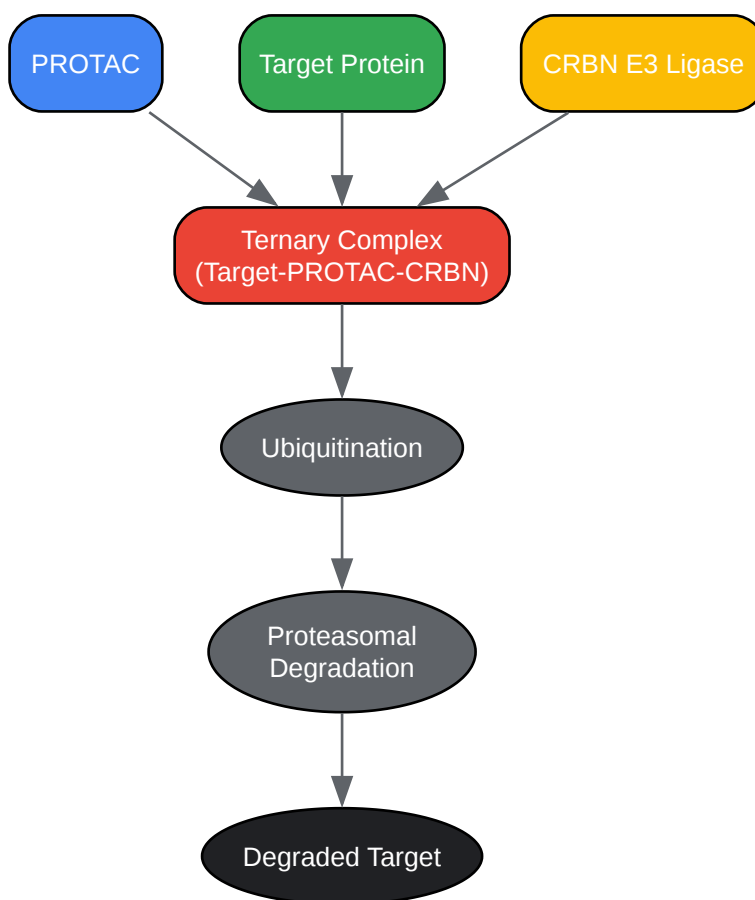 PROTAC
Target Protein
CRBN E3 Ligase
Ternary Complex
(Target-PROTAC-CRBN)
Ubiquitination
Proteasomal
Degradation
Degraded Target